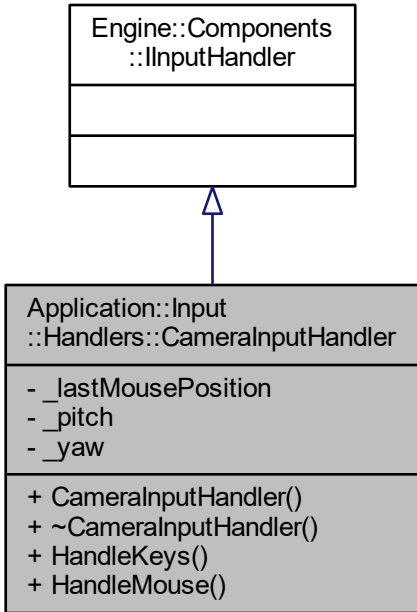 Engine::Components
::IInputHandler
Application::Input
::Handlers::CameraInputHandler
- _lastMousePosition
- _pitch
- _yaw
+ CameraInputHandler()
+ ~CameraInputHandler()
+ HandleKeys()
+ HandleMouse()